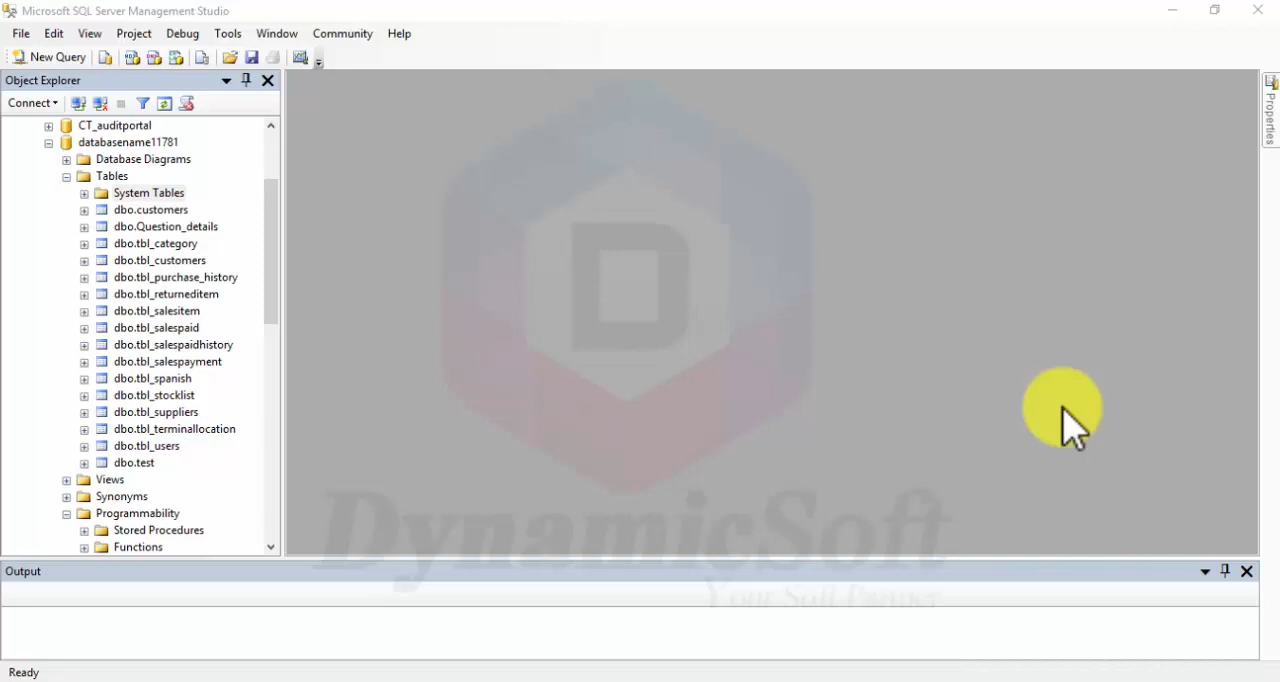 Microsoft SQL Server Management Studio
File Edit View Project Debug Tools Window Community Help
New Query
Object Explorer
Connect
CT_auditportal
databasename11781
Database Diagrams
Tables
System Tables
dbo.customers
dbo.Question_details
dbo.tbl_category
dbo.tbl_customers
dbo.tbl_purchase_history
dbo.tbl_returneditem
dbo.tbl_salesitem
dbo.tbl_salespaid
dbo.tbl_salespaidhistory
dbo.tbl_salespayment
dbo.tbl_spanish
dbo.tbl_stocklist
dbo.tbl_suppliers
dbo.tbl_terminallocation
dbo.tbl_users
dbo.test
Views
Synonyms
Programmability
Stored Procedures
Functions
D
DynamicSoft
Your Soft Partner
Properties
Output
Ready